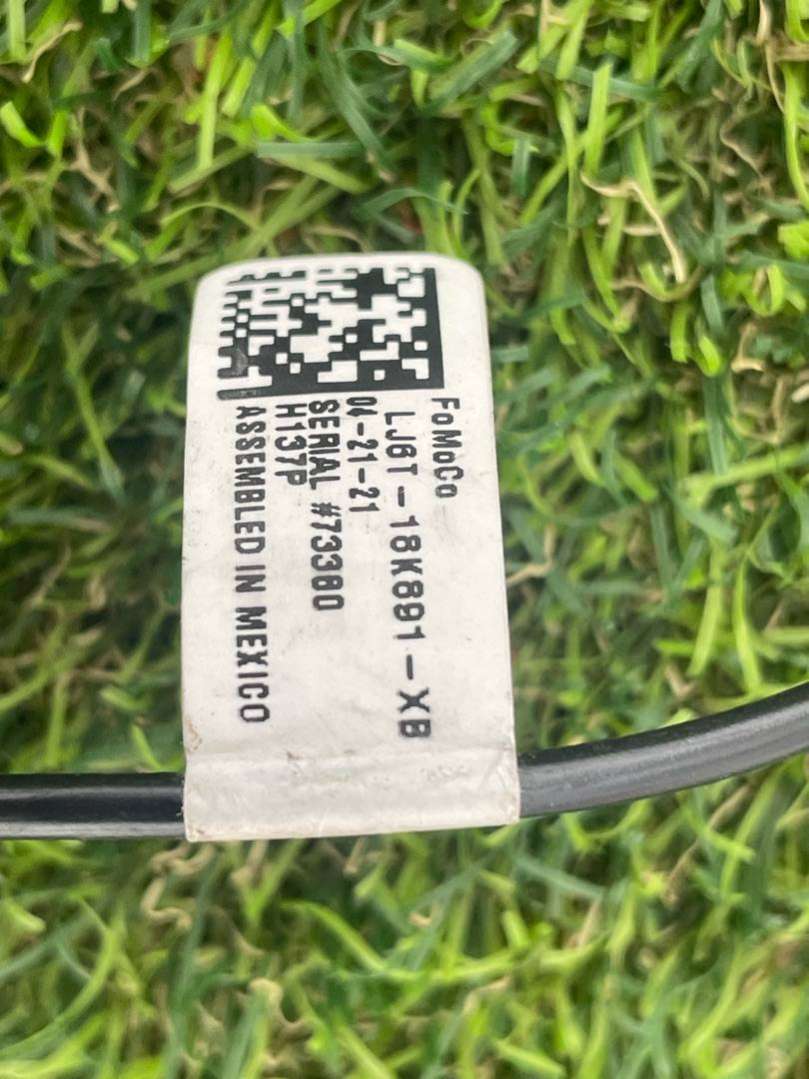 FoMoCo
LJ6T-18K891-XB
04-21-21
SERIAL #73380
H137P
ASSEMBLED IN MEXICO